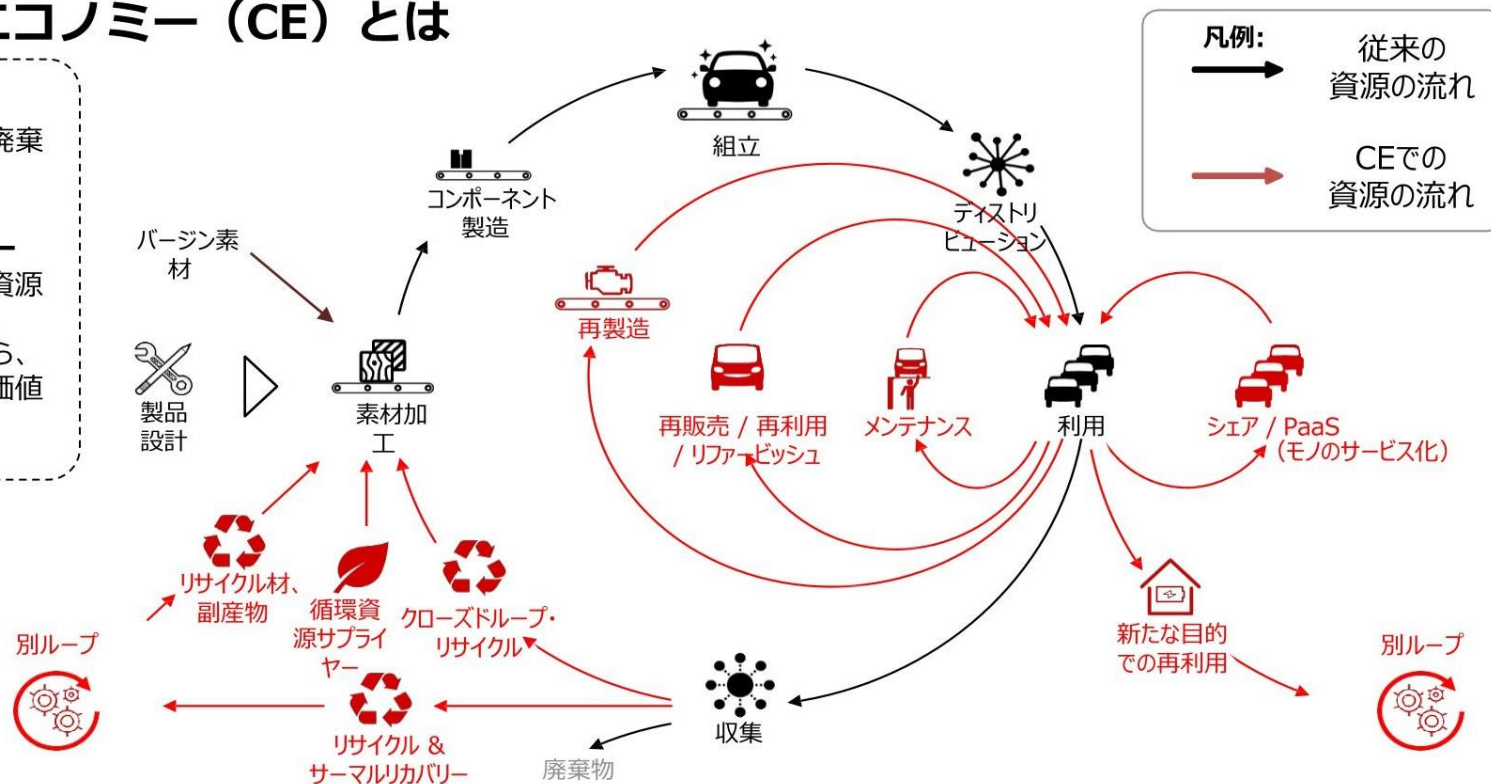 エコノミー（CE）とは
廃棄
ー
資源
ら、
価値
凡例:
従来の
資源の流れ
CEでの
資源の流れ
組立
コンポーネント
製造
ディストリ
ビューション
バージン素
材
再製造
製品
設計
素材加
工
再販売 / 再利用
/ リファービッシュ
メンテナンス
利用
シェア / PaaS
（モノのサービス化）
リサイクル材、
副産物
循環資
源サプライ
ヤー
クローズドループ・
リサイクル
新たな目的
での再利用
別ループ
別ループ
リサイクル &
サーマルリカバリー
収集
廃棄物